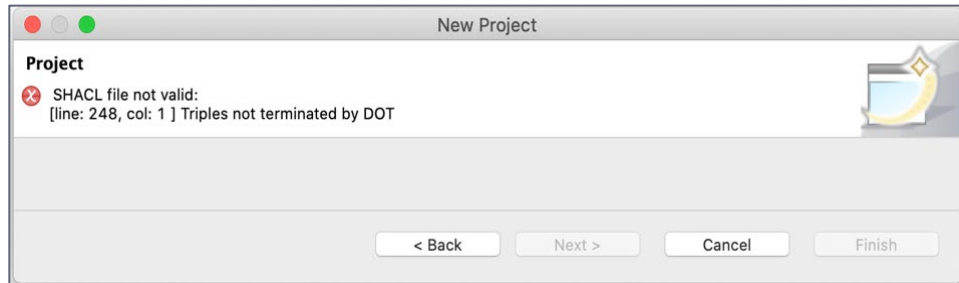 New Project
Project
SHACL file not valid:
[line: 248, col: 1 ] Triples not terminated by DOT
< Back
Next >
Cancel
Finish